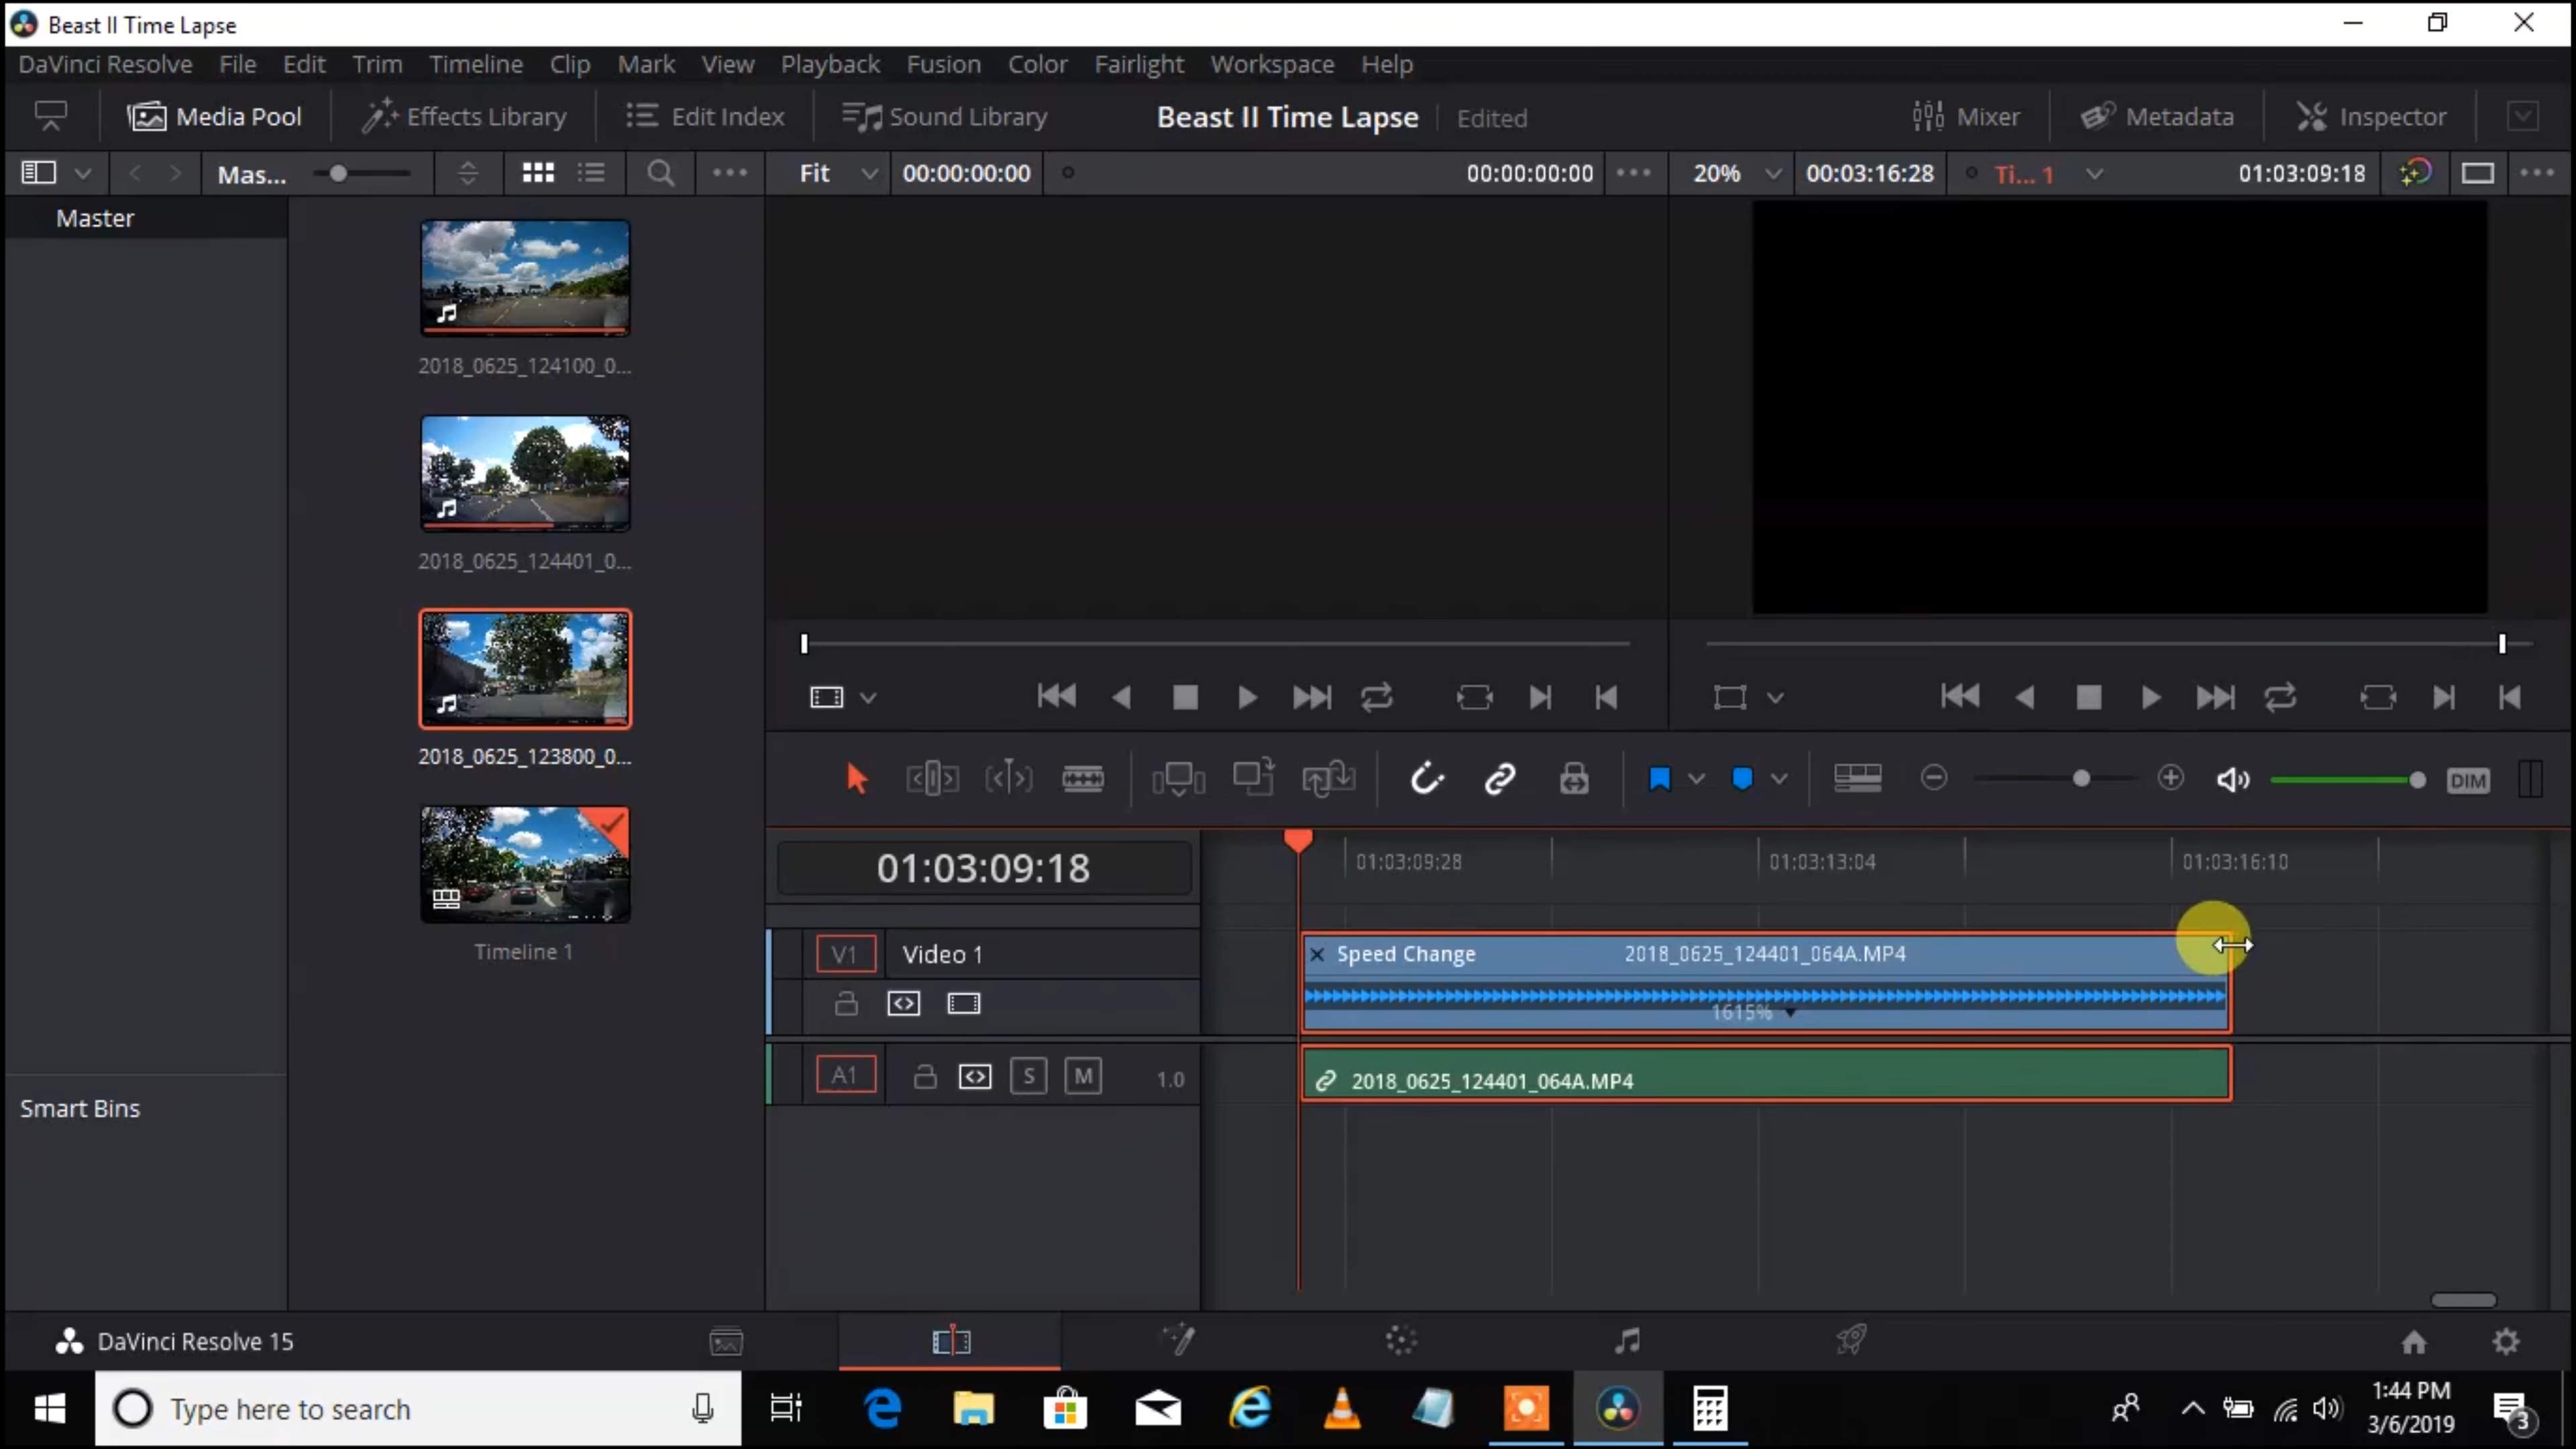 Beast II Time Lapse
DaVinci Resolve File Edit Trim Timeline Clip Mark View Playback Fusion Color Fairlight Workspace Help
Media Pool Effects Library Edit Index Sound Library Beast II Time Lapse Edited Mixer Metadata Inspector
Mas... Fit 00:00:00:00 00:00:00:00 20% 00:03:16:28 Ti... 1 01:03:09:18
Master
2018_0625_124100_0...
2018_0625_124401_0...
2018_0625_123800_0...
Timeline 1
Smart Bins
DIM
01:03:09:18 01:03:09:28 01:03:13:04 01:03:16:10
V1 Video 1 × Speed Change 2018_0625_124401_064A.MP4
1615%
A1 S M 1.0 2018_0625_124401_064A.MP4
DaVinci Resolve 15
Type here to search
1:44 PM
3/6/2019
3